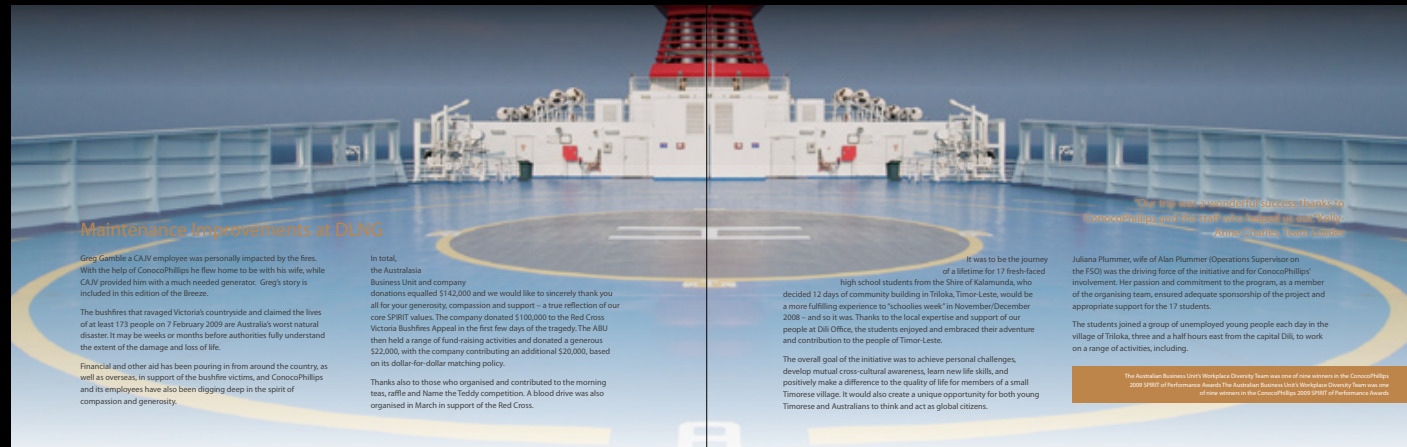 Maintenance Improvements at DLNG
Greg Gamble a CAJV employee was personally impacted by the fires.
With the help of ConocoPhillips he flew home to be with his wife, while
CAJV provided him with a much needed generator. Greg's story is
included in this edition of the Breeze.
The bushfires that ravaged Victoria's countryside and claimed the lives
of at least 173 people on 7 February 2009 are Australia's worst natural
disaster. It may be weeks or months before authorities fully understand
the extent of the damage and loss of life.
Financial and other aid has been pouring in from around the country, as
well as overseas, in support of the bushfire victims, and ConocoPhillips
and its employees have also been digging deep in the spirit of
compassion and generosity.
In total,
the Australasia
Business Unit and company
donations equalled $142,000 and we would like to sincerely thank you
all for your generosity, compassion and support – a true reflection of our
core SPIRIT values. The company donated $100,000 to the Red Cross
Victoria Bushfires Appeal in the first few days of the tragedy. The ABU
then held a range of fund-raising activities and donated a generous
$22,000, with the company contributing an additional $20,000, based
on its dollar-for-dollar matching policy.
Thanks also to those who organised and contributed to the morning
teas, raffle and Name the Teddy competition. A blood drive was also
organised in March in support of the Red Cross.
It was to be the journey
of a lifetime for 17 fresh-faced
high school students from the Shire of Kalamunda, who
decided 12 days of community building in Triloka, Timor-Leste, would be
a more fulfilling experience to "schoolies week" in November/December
2008 – and so it was. Thanks to the local expertise and support of our
people at Dili Office, the students enjoyed and embraced their adventure
and contribution to the people of Timor-Leste.
The overall goal of the initiative was to achieve personal challenges,
develop mutual cross-cultural awareness, learn new life skills, and
positively make a difference to the quality of life for members of a small
Timorese village. It would also create a unique opportunity for both young
Timorese and Australians to think and act as global citizens.
"Our trip was a wonderful success thanks to
ConocoPhillips and the staff who helped us out
Team Leader
Juliana Plummer, wife of Alan Plummer (Operations Supervisor on
the FSO) was the driving force of the initiative and for ConocoPhillips'
involvement. Her passion and commitment to the program, as a member
of the organising team, ensured adequate sponsorship of the project and
appropriate support for the 17 students.
The students joined a group of unemployed young people each day in the
village of Triloka, three and a half hours east from the capital Dili, to work
on a range of activities, including.
The Australian Business Unit's Workplace Diversity Team was one of nine winners in the ConocoPhillips
2009 SPIRIT of Performance Awards The Australian Business Unit's Workplace Diversity Team was one
of nine winners in the ConocoPhillips 2009 SPIRIT of Performance Awards